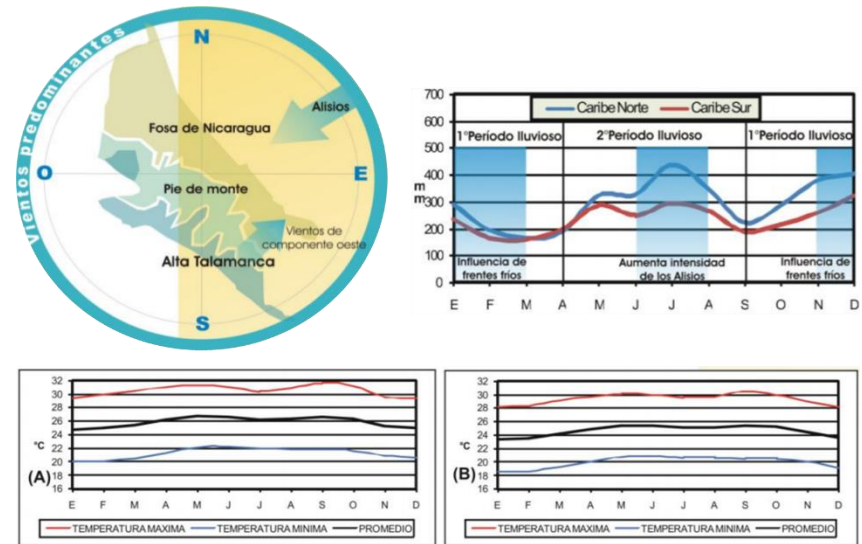 Vientos predominantes
N
Alisios
Fosa de Nicaragua
O
E
Pie de monte
Vientos de
componente oeste
Alta Talamanca
S
700
Caribe Norte
Caribe Sur
600
1°Período lluvioso
2°Período lluvioso
1°Período lluvioso
500
400
m
m
300
200
100
Influencia de
frentes fríos
Aumenta intensidad
de los Alisios
Influencia de
frentes fríos
0
E F M A M J J A S O N D
32
30
28
26
°C
24
22
20
(A)
18
16
E F M A M J J A S O N D
TEMPERATURA MAXIMA TEMPERATURA MINIMA PROMEDIO
32
30
28
26
°C
24
22
20
(B)
18
16
E F M A M J J A S O N D
TEMPERATURA MAXIMA TEMPERATURA MINIMA PROMEDIO